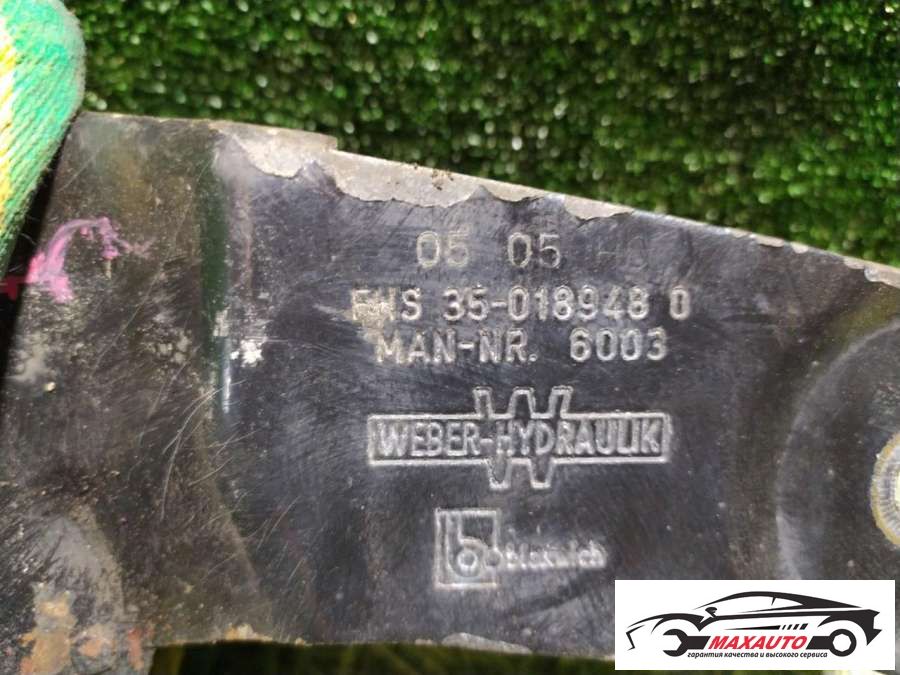 05 05
FHS 35-018948 0
MAN-NR. 6003
WEBER-HYDRAULIK
MAXAUTO
гарантия качества и высокого сервиса